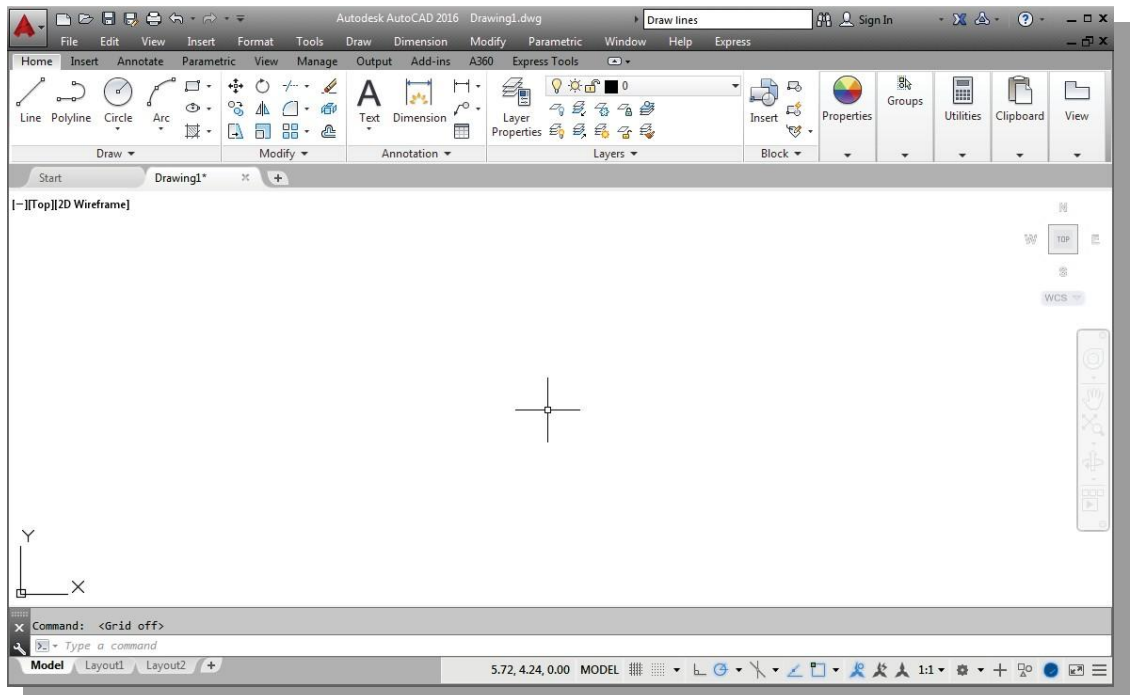 Autodesk AutoCAD 2016 Drawing1.dwg Draw lines Sign In
File Edit View Insert Format Tools Draw Dimension Modify Parametric Window Help Express
Home Insert Annotate Parametric View Manage Output Add-ins A360 Express Tools
A 0 Groups
Line Polyline Circle Arc Text Dimension Layer Properties Insert Properties Utilities Clipboard View
Draw Modify Annotation Layers Block
Start Drawing1* +
[−][Top][2D Wireframe]
N
W TOP E
S
WCS
Y
X
Command: <Grid off>
Type a command
Model Layout1 Layout2 + 5.72, 4.24, 0.00 MODEL 1:1